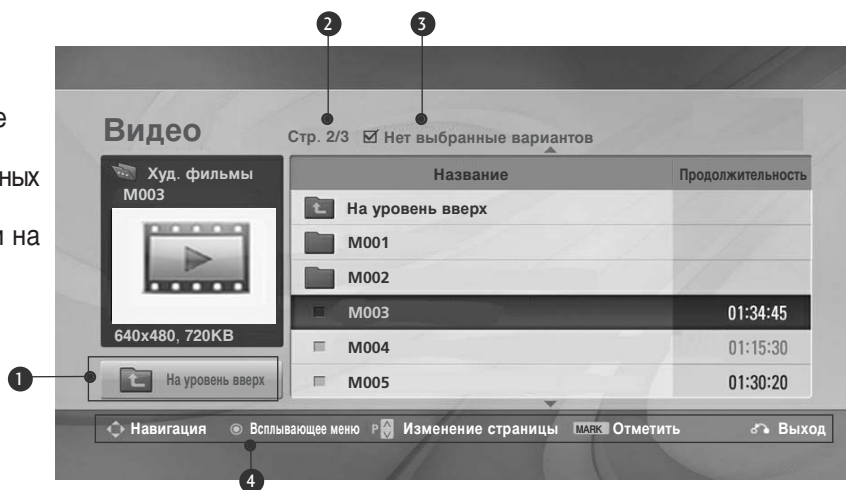 2 3
е
ных
и на
Видео
Стр. 2/3 Нет выбранные вариантов
Худ. фильмы
M003
640x480, 720KB
1
На уровень вверх
Название Продолжительность
На уровень вверх
M001
M002
M003 01:34:45
M004 01:15:30
M005 01:30:20
Навигация Всплывающее меню P Изменение страницы MARK Отметить Выход
4